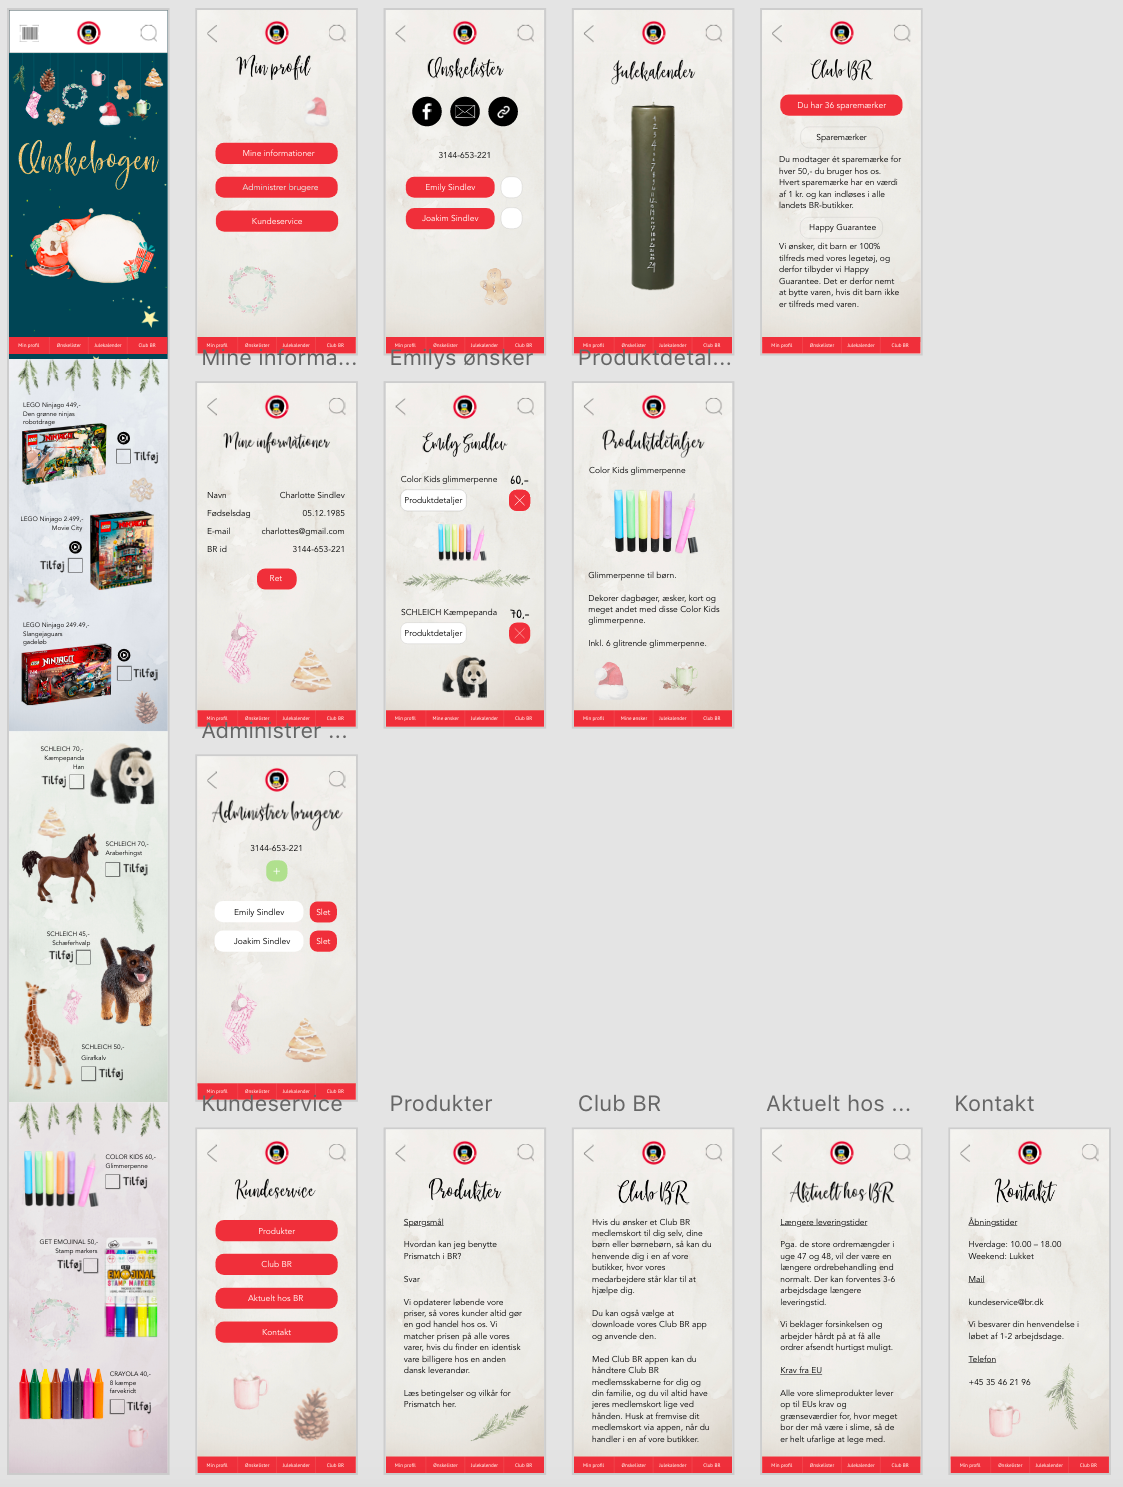 Ønskebogen
Min profil Ønskelister Julekalender Club BR
LEGO Ninjago 449,-
Den grønne ninjas
robotdrage
Tilføj
LEGO Ninjago 2.499,-
Movie City
Tilføj
LEGO Ninjago 249.49,-
Slangejaguars
gadeløb
Tilføj
SCHLEICH 70,-
Kæmpepanda
Han
Tilføj
SCHLEICH 70,-
Araberhingst
Tilføj
SCHLEICH 45,-
Schæferhvalp
Tilføj
SCHLEICH 50,-
Girafkalv
Tilføj
COLOR KIDS 60,-
Glimmerpenne
Tilføj
GET EMOJINAL 50,-
Stamp markers
Tilføj
EMOJINAL
STAMP MARKERS
CRAYOLA 40,-
8 kæmpe
farvekridt
Tilføj
Min profil
Mine informationer
Administrer brugere
Kundeservice
Min profil Ønskelister Julekalender Club BR
Ønskelister
3144-653-221
Emily Sindlev
Joakim Sindlev
Min profil Ønskelister Julekalender Club BR
Julekalender
Min profil Ønskelister Julekalender Club BR
Club BR
Du har 36 sparemærker
Sparemærker
Du modtager ét sparemærke for
hver 50,- du bruger hos os.
Hvert sparemærke har en værdi
af 1 kr. og kan indløses i alle
landets BR-butikker.
Happy Guarantee
Vi ønsker, dit barn er 100%
tilfreds med vores legetøj, og
derfor tilbyder vi Happy
Guarantee. Det er derfor nemt
at bytte varen, hvis dit barn ikke
er tilfreds med varen.
Min profil Ønskelister Julekalender Club BR
Mine informa...
Mine informationer
Navn Charlotte Sindlev
Fødselsdag 05.12.1985
E-mail charlottes@gmail.com
BR id 3144-653-221
Ret
Min profil Ønskelister Julekalender Club BR
Emilys ønsker
Emily Sindlev
Color Kids glimmerpenne 60,-
Produktdetaljer
SCHLEICH Kæmpepanda 70,-
Produktdetaljer
Min profil Mine ønsker Julekalender Club BR
Produktdetal...
Produktdetaljer
Color Kids glimmerpenne
Glimmerpenne til børn.
Dekorer dagbøger, æsker, kort og
meget andet med disse Color Kids
glimmerpenne.
Inkl. 6 glitrende glimmerpenne.
Min profil Mine ønsker Julekalender Club BR
Administrer ...
Administrer brugere
3144-653-221
+
Emily Sindlev Slet
Joakim Sindlev Slet
Min profil Ønskelister Julekalender Club BR
Kundeservice
Kundeservice
Produkter
Club BR
Aktuelt hos BR
Kontakt
Min profil Ønskelister Julekalender Club BR
Produkter
Produkter
Spørgsmål
Hvordan kan jeg benytte
Prismatch i BR?
Svar
Vi opdaterer løbende vore
priser, så vores kunder altid gør
en god handel hos os. Vi
matcher prisen på alle vores
varer, hvis du finder en identisk
vare billigere hos en anden
dansk leverandør.
Læs betingelser og vilkår for
Prismatch her.
Min profil Ønskelister Julekalender Club BR
Club BR
Club BR
Hvis du ønsker et Club BR
medlemskort til dig selv, dine
børn eller børnebørn, så kan du
henvende dig i en af vore
butikker, hvor vores
medarbejdere står klar til at
hjælpe dig.
Du kan også vælge at
downloade vores Club BR app
og anvende den.
Med Club BR appen kan du
håndtere Club BR
medlemsskaberne for dig og
din familie, og du vil altid have
jeres medlemskort lige ved
hånden. Husk at fremvise dit
medlemskort via appen, når du
handler i en af vore butikker.
Min profil Ønskelister Julekalender Club BR
Aktuelt hos ...
Aktuelt hos BR
Længere leveringstider
Pga. de store ordremængder i
uge 47 og 48, vil der være en
længere ordrebehandling end
normalt. Der kan forventes 3-6
arbejdsdage længere
leveringstid.
Vi beklager forsinkelsen og
arbejder hårdt på at få alle
ordrer afsendt hurtigst muligt.
Krav fra EU
Alle vore slimeprodukter lever
op til EUs krav og
grænseværdier for, hvor meget
bor der må være i slime, så de
er helt ufarlige at lege med.
Min profil Ønskelister Julekalender Club BR
Kontakt
Kontakt
Åbningstider
Hverdage: 10.00 – 18.00
Weekend: Lukket
Mail
kundeservice@br.dk
Vi besvarer din henvendelse i
løbet af 1-2 arbejdsdage.
Telefon
+45 35 46 21 96
Min profil Ønskelister Julekalender Club BR